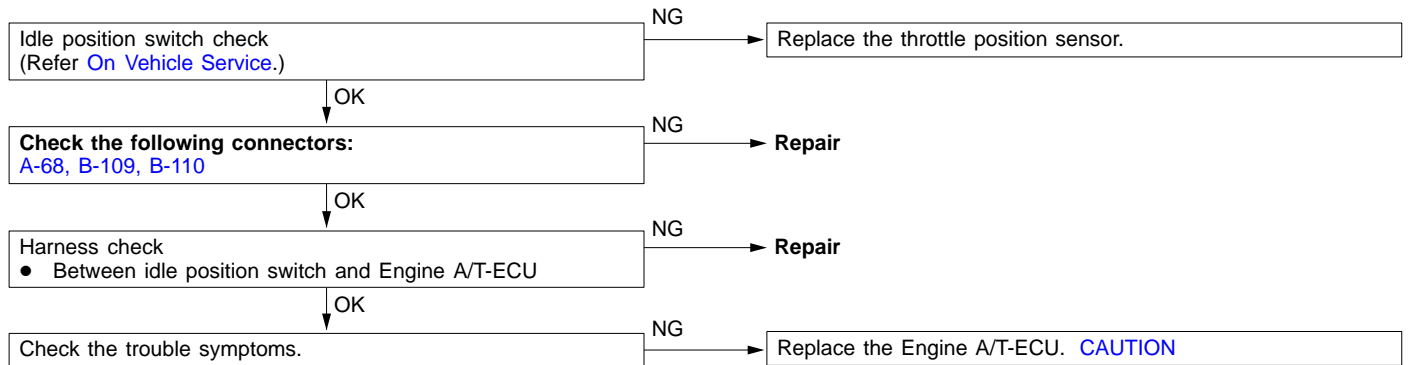 Idle position switch check
(Refer On Vehicle Service.)
NG
Replace the throttle position sensor.
OK
Check the following connectors:
A-68, B-109, B-110
NG
Repair
OK
Harness check
● Between idle position switch and Engine A/T-ECU
NG
Repair
OK
Check the trouble symptoms.
NG
Replace the Engine A/T-ECU. CAUTION